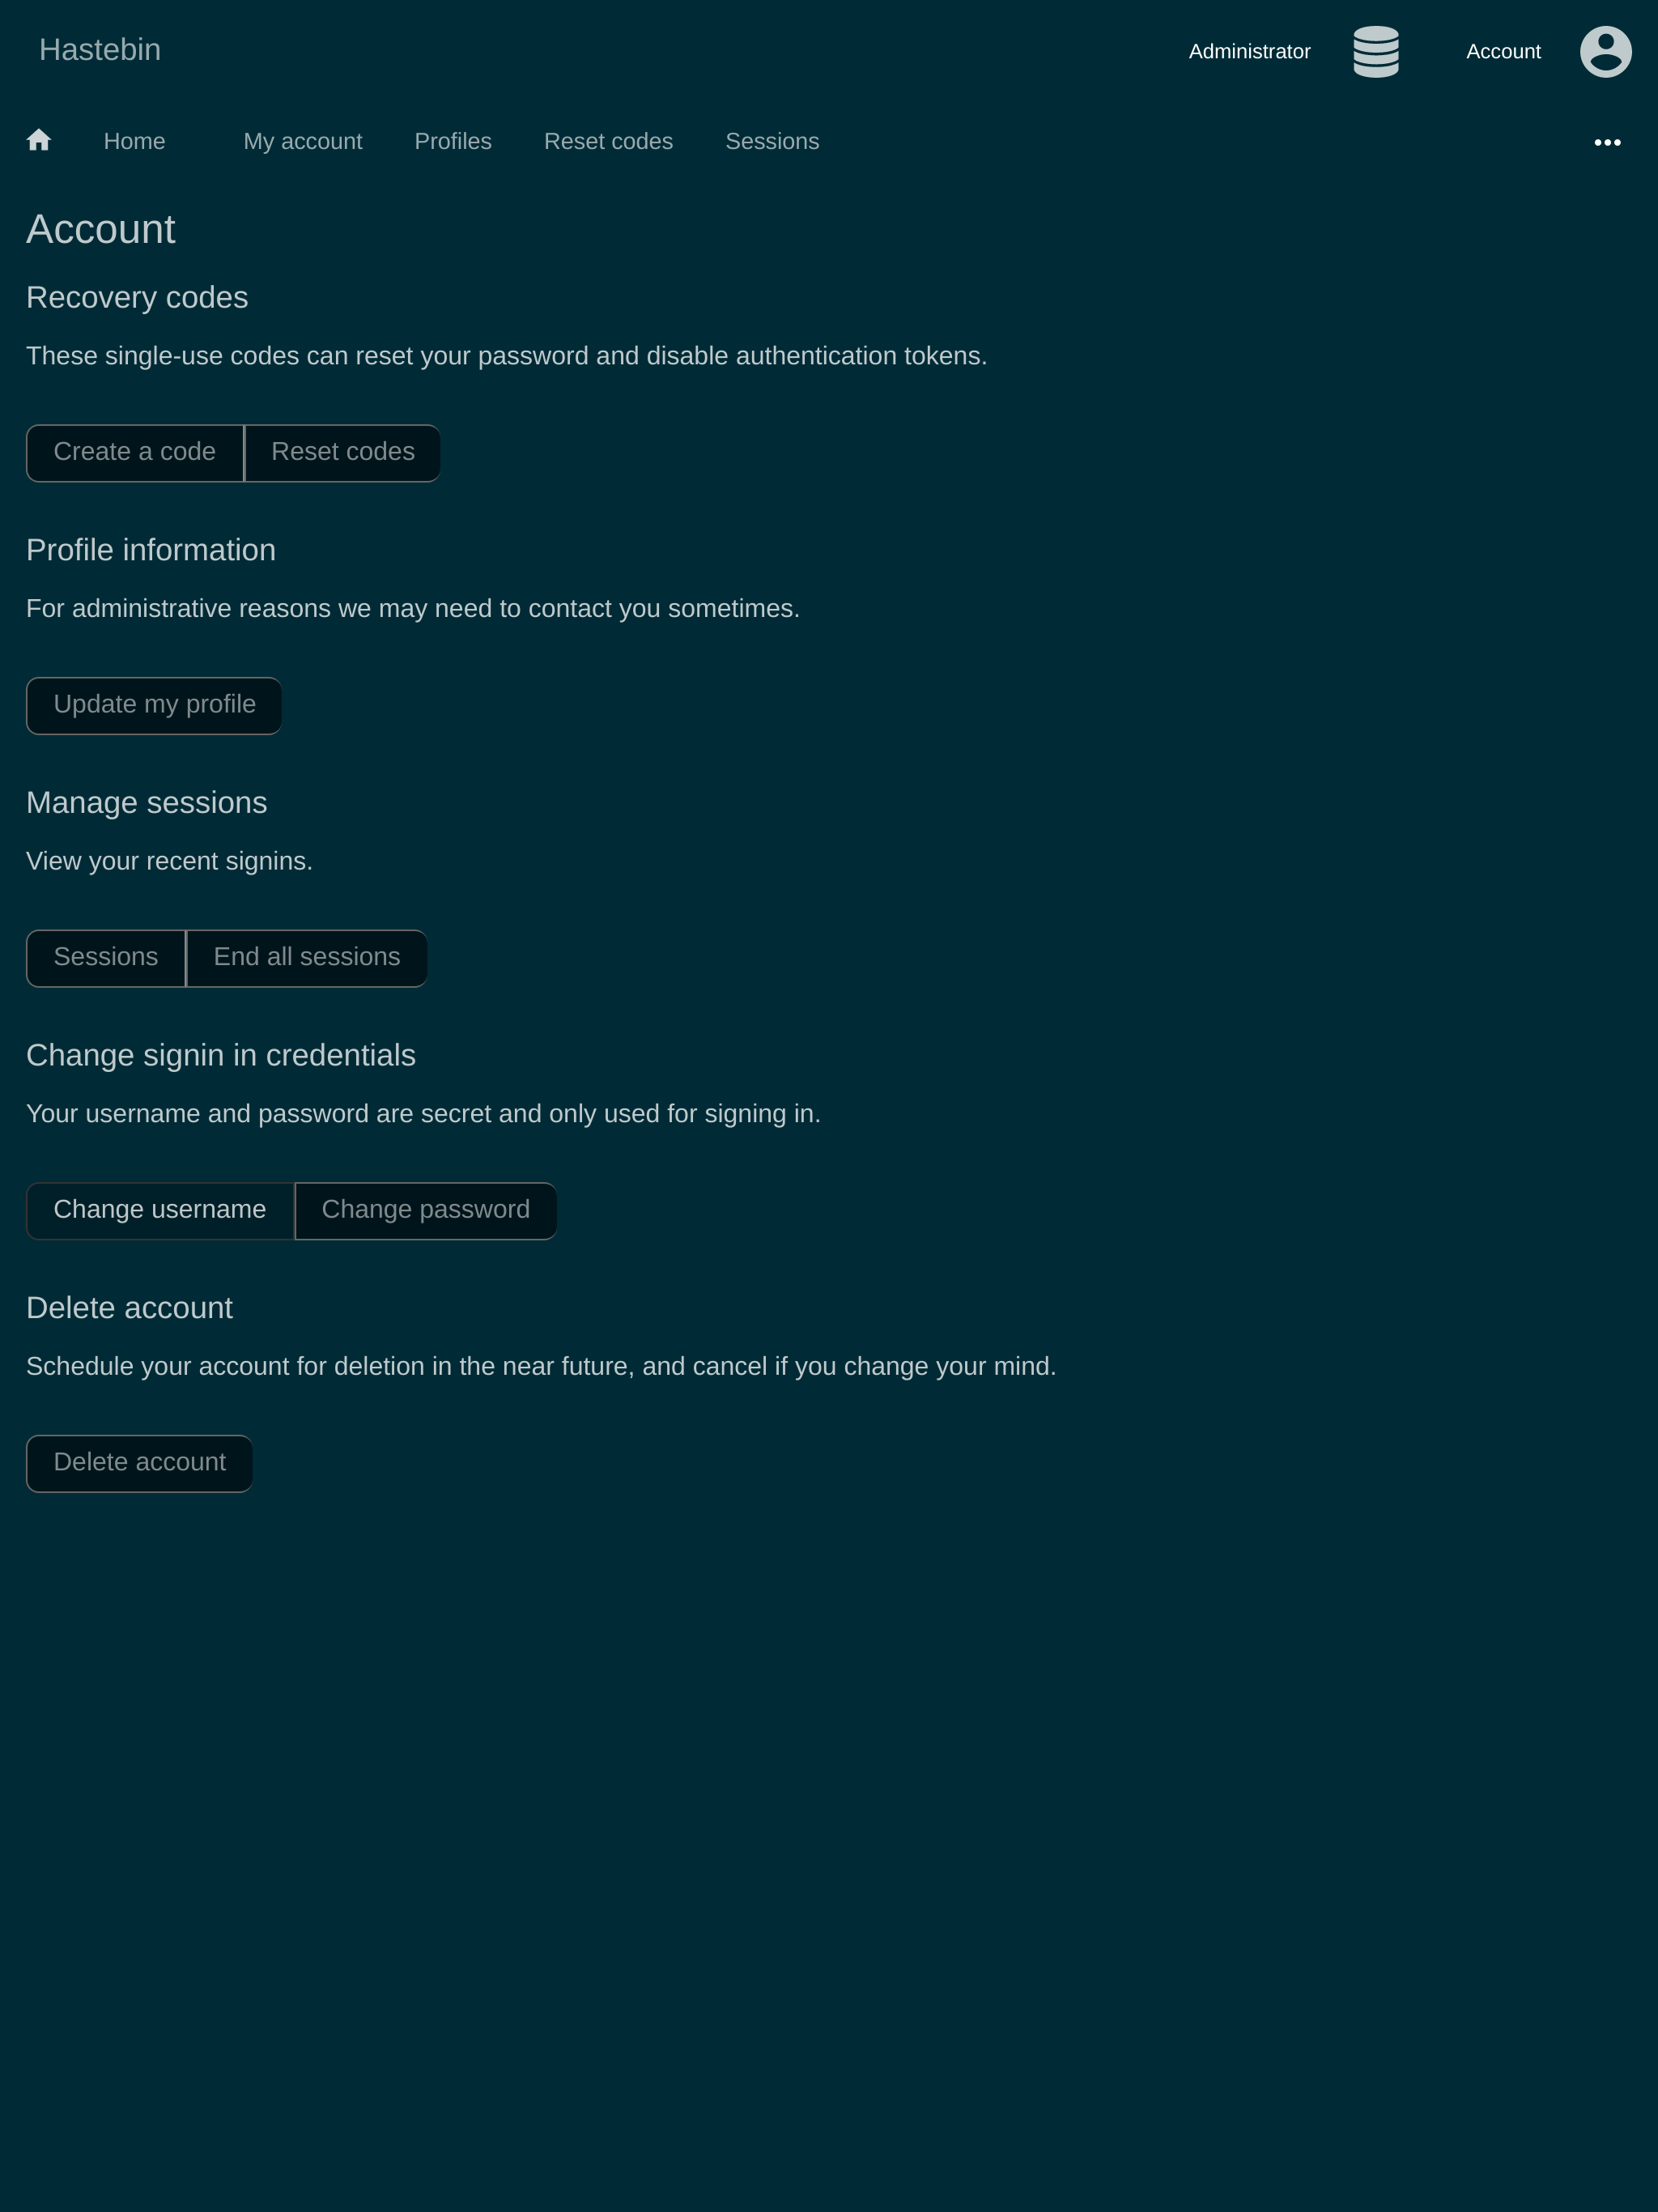 Hastebin
Administrator
Account
Home
My account
Profiles
Reset codes
Sessions
Account
Recovery codes
These single-use codes can reset your password and disable authentication tokens.
Create a code
Reset codes
Profile information
For administrative reasons we may need to contact you sometimes.
Update my profile
Manage sessions
View your recent signins.
Sessions
End all sessions
Change signin in credentials
Your username and password are secret and only used for signing in.
Change username
Change password
Delete account
Schedule your account for deletion in the near future, and cancel if you change your mind.
Delete account